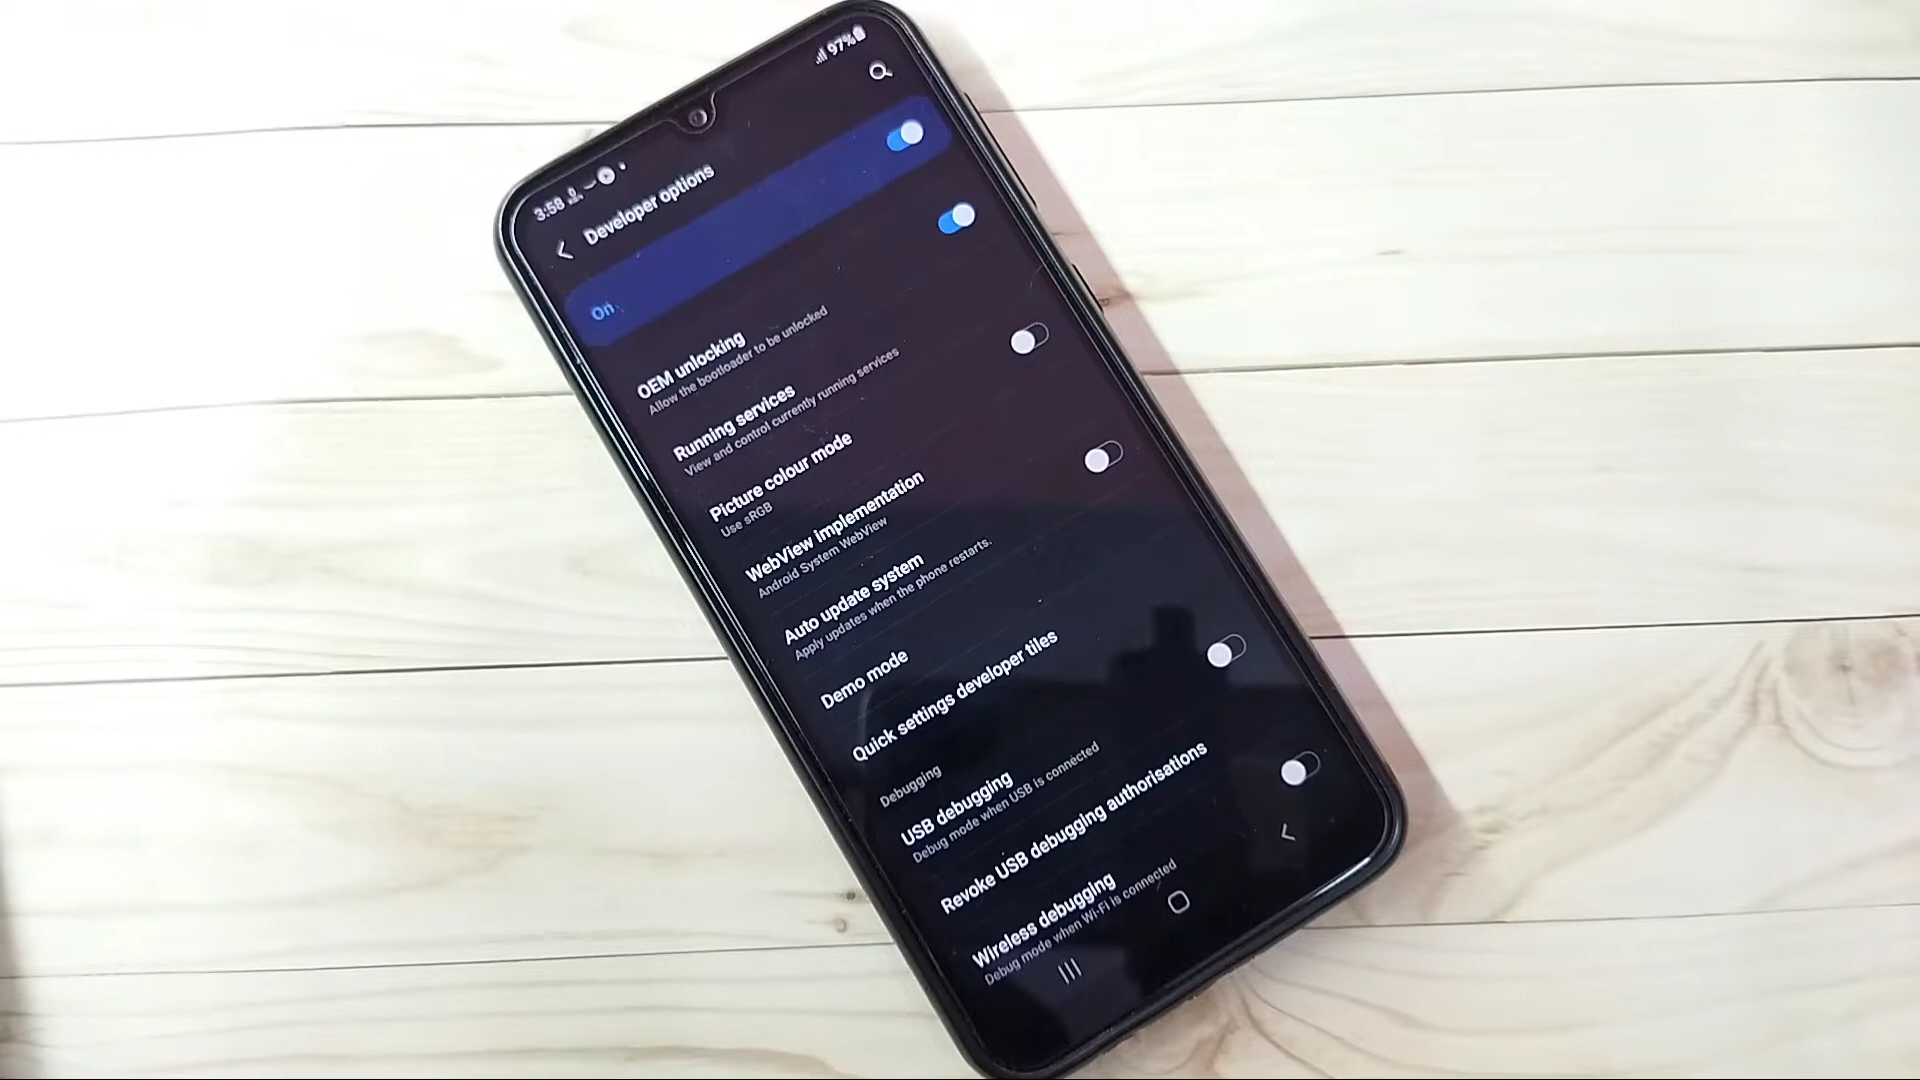 3:58
97%
Developer options
On
OEM unlocking
Allow the bootloader to be unlocked
Running services
View and control currently running services
Picture colour mode
Use sRGB
WebView implementation
Android System WebView
Auto update system
Apply updates when the phone restarts.
Demo mode
Quick settings developer tiles
Debugging
USB debugging
Debug mode when USB is connected
Revoke USB debugging authorisations
Wireless debugging
Debug mode when Wi-Fi is connected